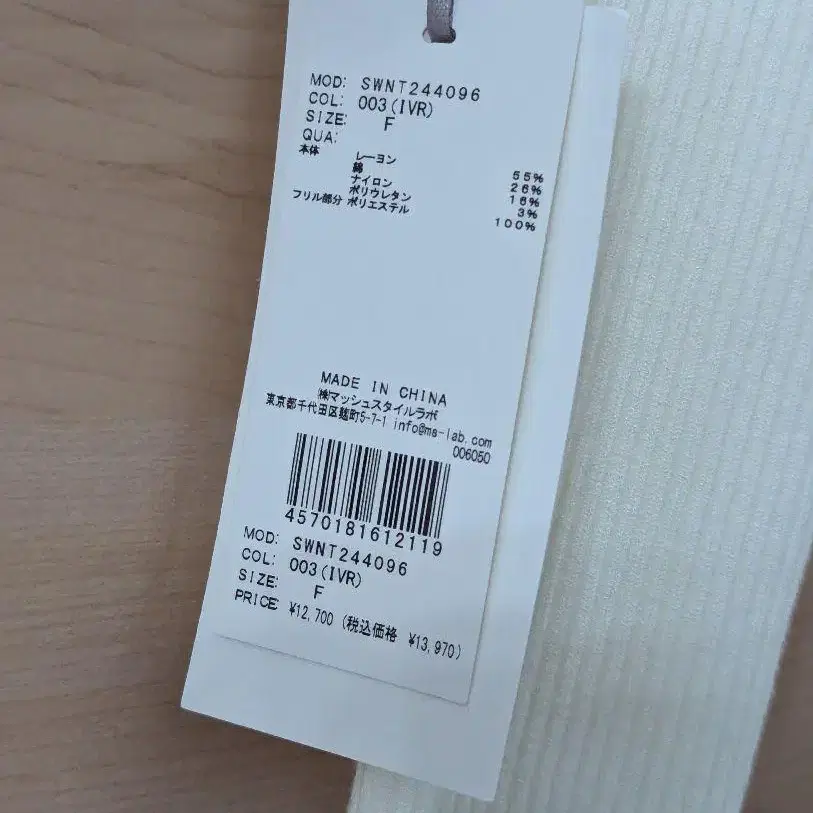 MOD: SWNT244096
COL: 003(IVR)
SIZE: F
QUA:
本体 レーヨン 55%
綿 26%
ナイロン 16%
ポリウレタン 3%
フリル部分 ポリエステル 100%
MADE IN CHINA
㈱マッシュスタイルラボ
東京都千代田区麹町5-7-1 info@ms-lab.com
006050
4570181612119
MOD: SWNT244096
COL: 003(IVR)
SIZE: F
PRICE: ¥12,700 (税込価格 ¥13,970)